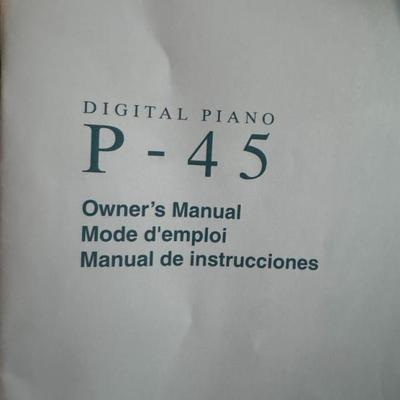 DIGITAL PIANO
P-45
Owner's Manual
Mode d'emploi
Manual de instrucciones